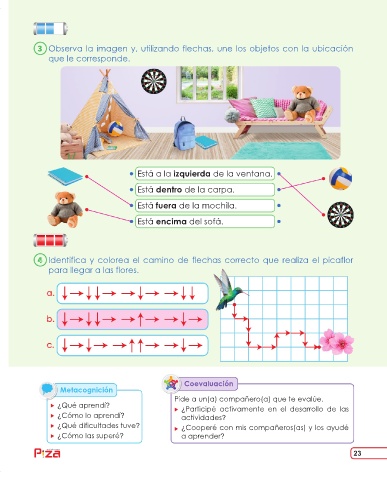 3 Observa la imagen y, utilizando flechas, une los objetos con la ubicación
que le corresponde.
Está a la izquierda de la ventana.
Está dentro de la carpa.
Está fuera de la mochila.
Está encima del sofá.
4 Identifica y colorea el camino de flechas correcto que realiza el picaflor
para llegar a las flores.
a.
b.
c.
Metacognición
¿Qué aprendí?
¿Cómo lo aprendí?
¿Qué dificultades tuve?
¿Cómo las superé?
Coevaluación
Pide a un(a) compañero(a) que te evalúe.
¿Participé activamente en el desarrollo de las
actividades?
¿Cooperé con mis compañeros(as) y los ayudé
a aprender?
23